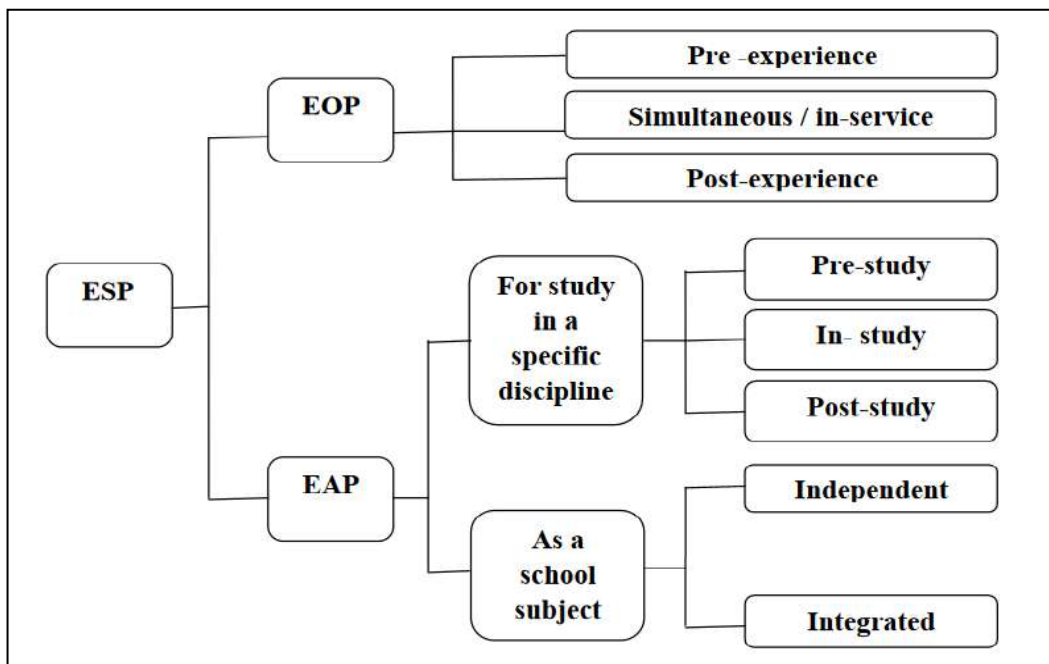 ESP
EOP
Pre -experience
Simultaneous / in-service
Post-experience
EAP
For study
in a
specific
discipline
Pre-study
In- study
Post-study
As a
school
subject
Independent
Integrated